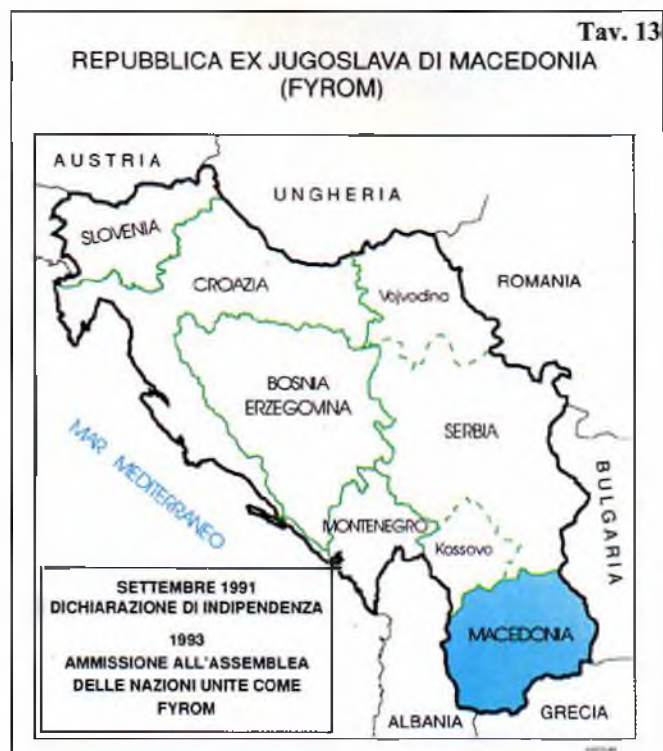 Tav. 13
REPUBBLICA EX JUGOSLAVA DI MACEDONIA
(FYROM)
AUSTRIA
UNGHERIA
SLOVENIA
CROAZIA
Vojvodina
ROMANIA
BOSNIA
ERZEGOVINA
SERBIA
MAR MEDITERRANEO
BULGARIA
MONTENEGRO
Kossovo
SETTEMBRE 1991
DICHIARAZIONE DI INDIPENDENZA
1993
AMMISSIONE ALL'ASSEMBLEA
DELLE NAZIONI UNITE COME
FYROM
MACEDONIA
ALBANIA
GRECIA